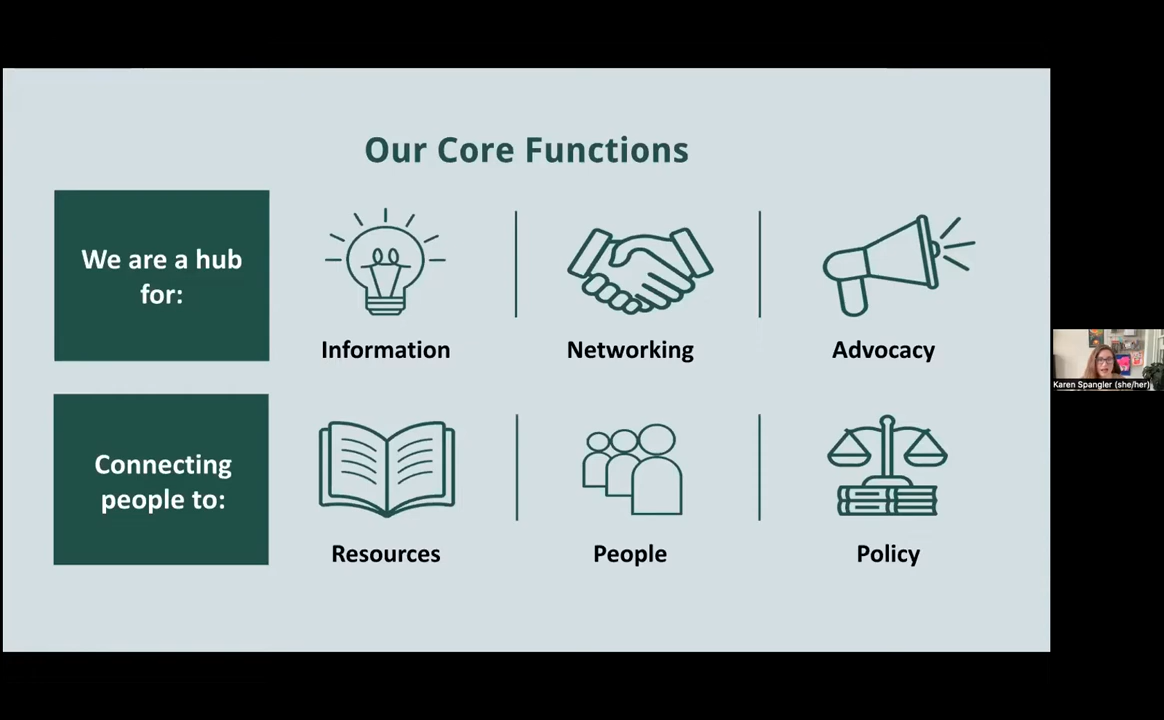 Our Core Functions
We are a hub
for:
Information
Networking
Advocacy
Connecting
people to:
Resources
People
Policy
Karen Spangler (she/her)